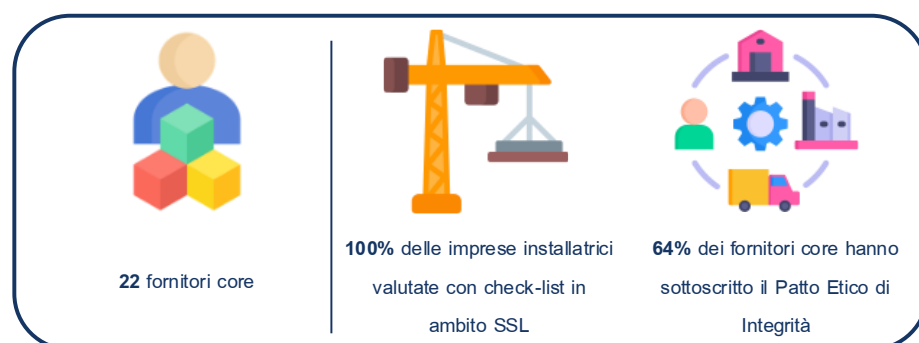 22 fornitori core
100% delle imprese installatrici
valutate con check-list in
ambito SSL
64% dei fornitori core hanno
sottoscritto il Patto Etico di
Integrità